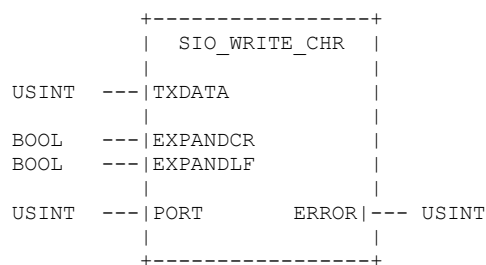 +-----------------+
| SIO_WRITE_CHR |
| |
USINT ---|TXDATA |
| |
BOOL ---|EXPANDCR |
BOOL ---|EXPANDLF |
| |
USINT ---|PORT ERROR|--- USINT
| |
+-----------------+